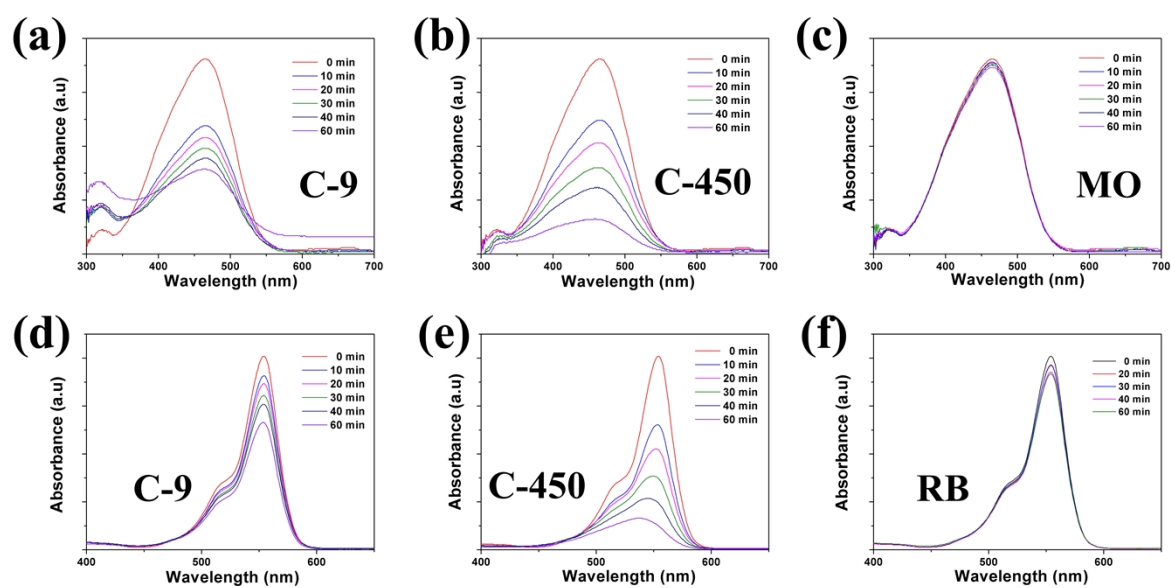 (a)
Absorbance (a.u)
0 min
10 min
20 min
30 min
40 min
60 min
C-9
300 400 500 600 700
Wavelength (nm)
(b)
Absorbance (a.u)
0 min
10 min
20 min
30 min
40 min
60 min
C-450
300 400 500 600 700
Wavelength (nm)
(c)
Absorbance (a.u)
0 min
10 min
20 min
30 min
40 min
60 min
MO
300 400 500 600 700
Wavelength (nm)
(d)
Absorbance (a.u)
0 min
10 min
20 min
30 min
40 min
60 min
C-9
400 500 600
Wavelength (nm)
(e)
Absorbance (a.u)
0 min
10 min
20 min
30 min
40 min
60 min
C-450
400 500 600
Wavelength (nm)
(f)
Absorbance (a.u)
0 min
20 min
30 min
40 min
60 min
RB
400 500 600
Wavelength (nm)